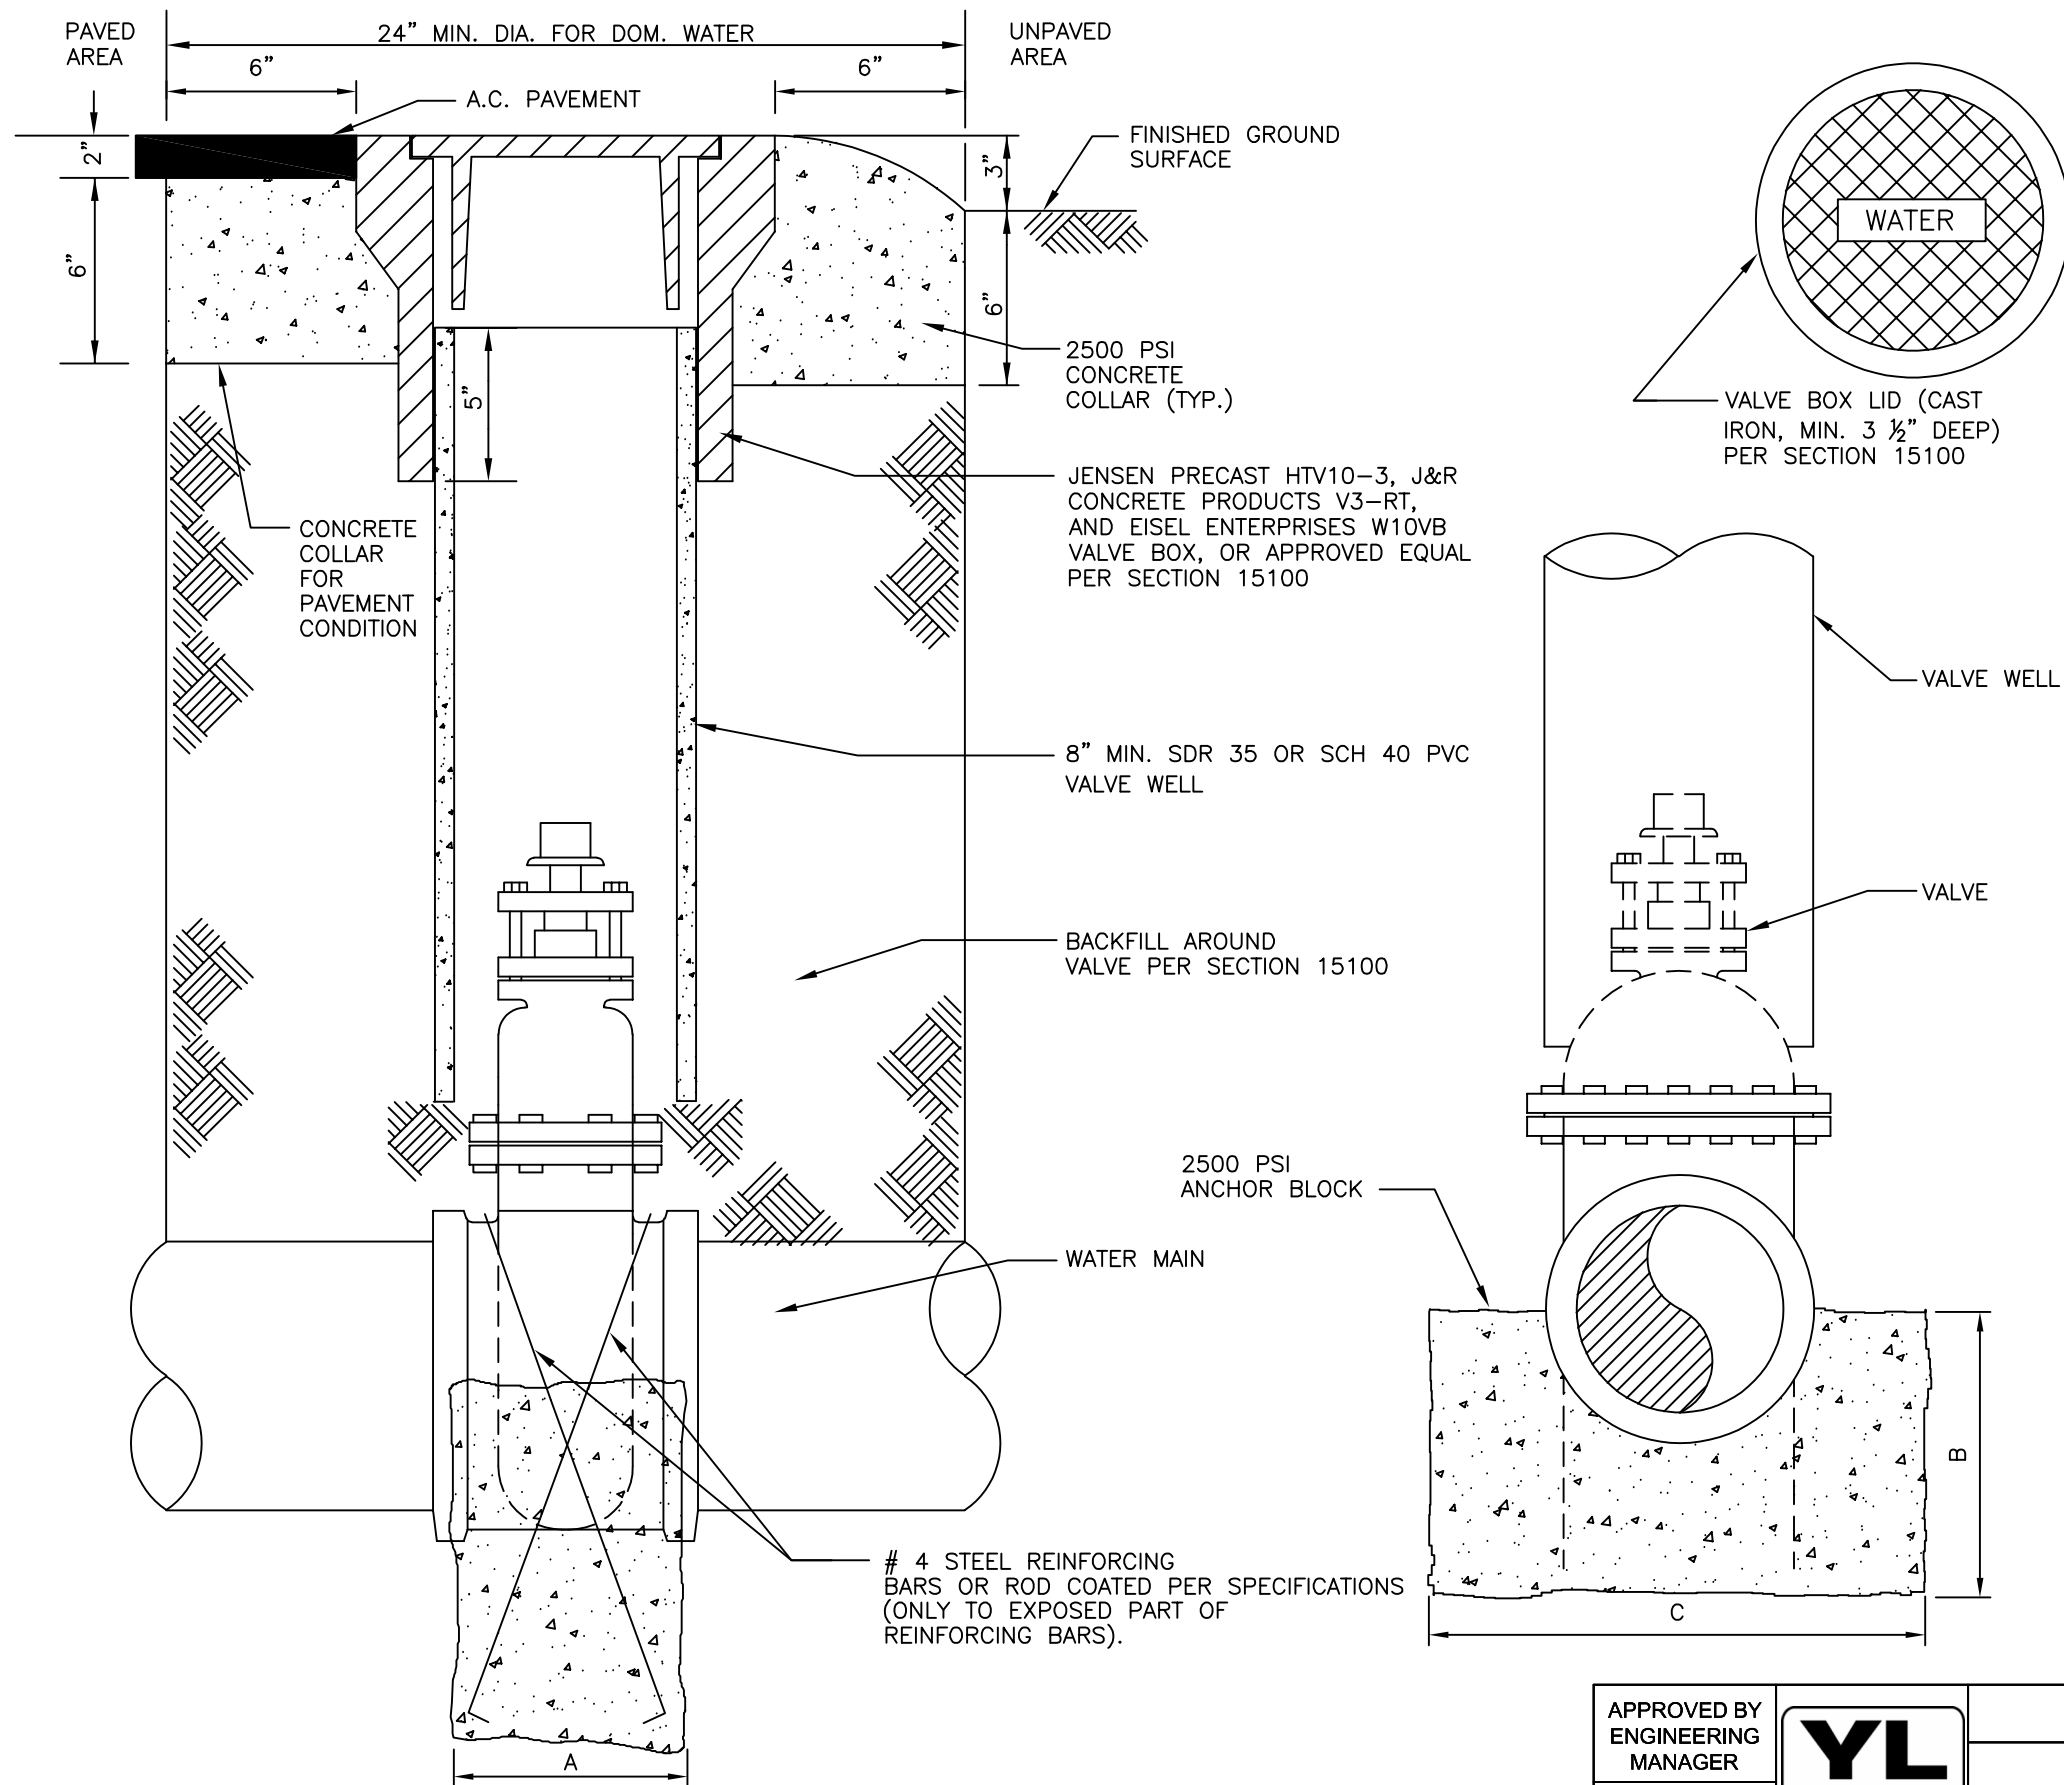 PAVED
AREA
24” MIN. DIA. FOR DOM. WATER
UNPAVED
AREA
6”
6”
A.C. PAVEMENT
2”
6”
FINISHED GROUND
SURFACE
3”
6”
5”
2500 PSI
CONCRETE
COLLAR (TYP.)
CONCRETE
COLLAR
FOR
PAVEMENT
CONDITION
JENSEN PRECAST HTV10-3, J&R
CONCRETE PRODUCTS V3-RT,
AND EISEL ENTERPRISES W10VB
VALVE BOX, OR APPROVED EQUAL
PER SECTION 15100
8” MIN. SDR 35 OR SCH 40 PVC
VALVE WELL
BACKFILL AROUND
VALVE PER SECTION 15100
WATER MAIN
# 4 STEEL REINFORCING
BARS OR ROD COATED PER SPECIFICATIONS
(ONLY TO EXPOSED PART OF
REINFORCING BARS).
A
WATER
VALVE BOX LID (CAST
IRON, MIN. 3 ½” DEEP)
PER SECTION 15100
VALVE WELL
VALVE
2500 PSI
ANCHOR BLOCK
B
C
APPROVED BY
ENGINEERING
MANAGER
YL